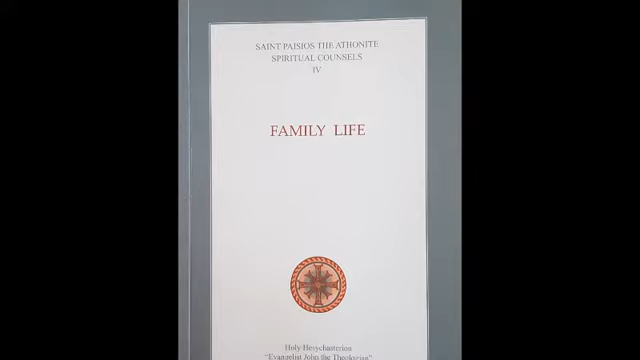 SAINT PAISIOS THE ATHONITE
SPIRITUAL COUNSELS
IV
FAMILY LIFE
Holy Hesychasterion
"Evangelist John the Theologian"